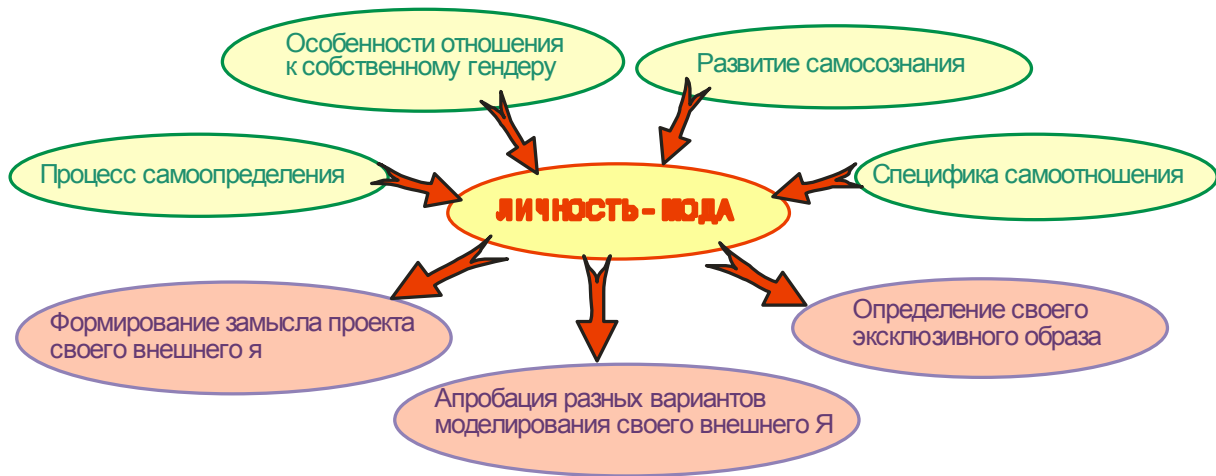 Особенности отношения
к собственному гендеру
Развитие самосознания
Процесс самоопределения
Специфика самоотношения
ЛИЧНОСТЬ - МОДА
Формирование замысла проекта
своего внешнего я
Определение своего
эксклюзивного образа
Апробация разных вариантов
моделирования своего внешнего Я